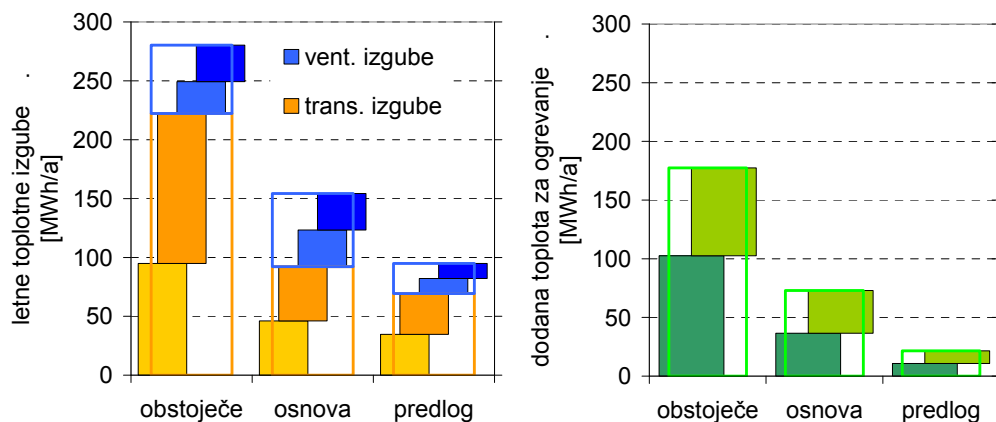 letne toplotne izgube .
[MWh/a]
300
250
200
150
100
50
0
vent. izgube
trans. izgube
obstoječe
osnova
predlog
dodana toplota za ogrevanje .
[MWh/a]
300
250
200
150
100
50
0
obstoječe
osnova
predlog